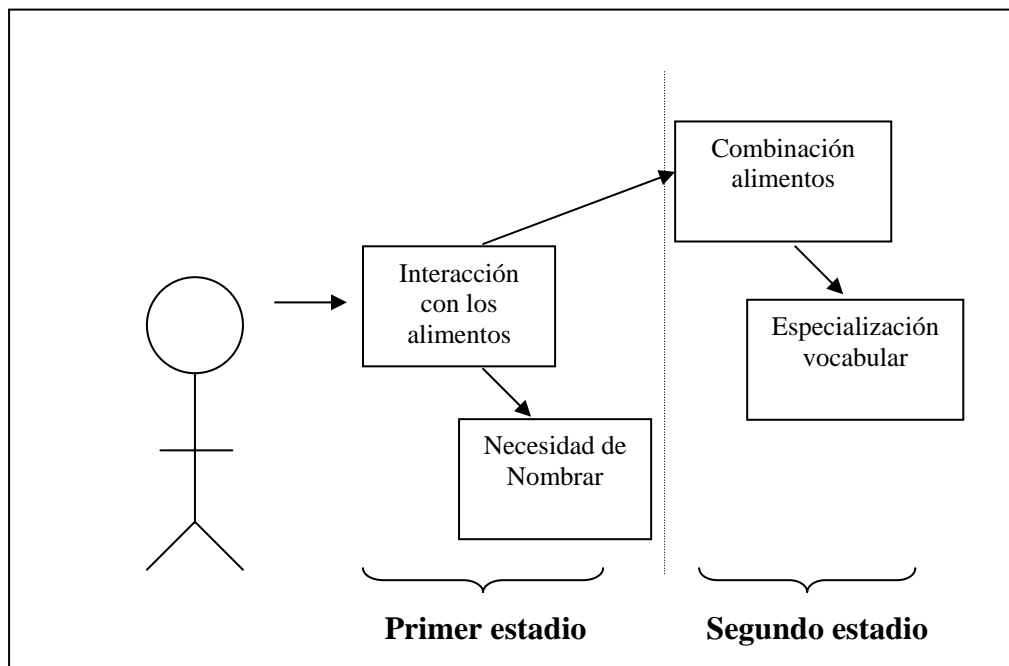 Combinación
alimentos
Interacción
con los
alimentos
Especialización
vocabular
Necesidad de
Nombrar
Primer estadio
Segundo estadio